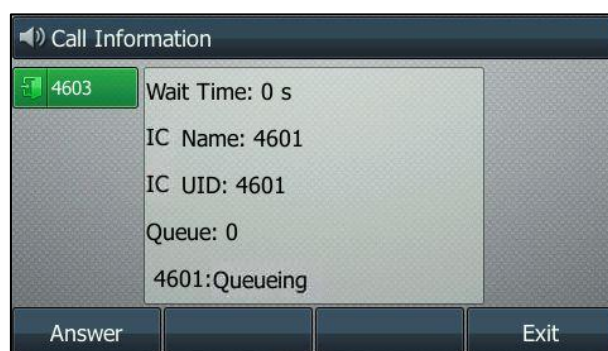 Call Information
4603
Wait Time: 0 s
IC Name: 4601
IC UID: 4601
Queue: 0
4601:Queueing
Answer
Exit